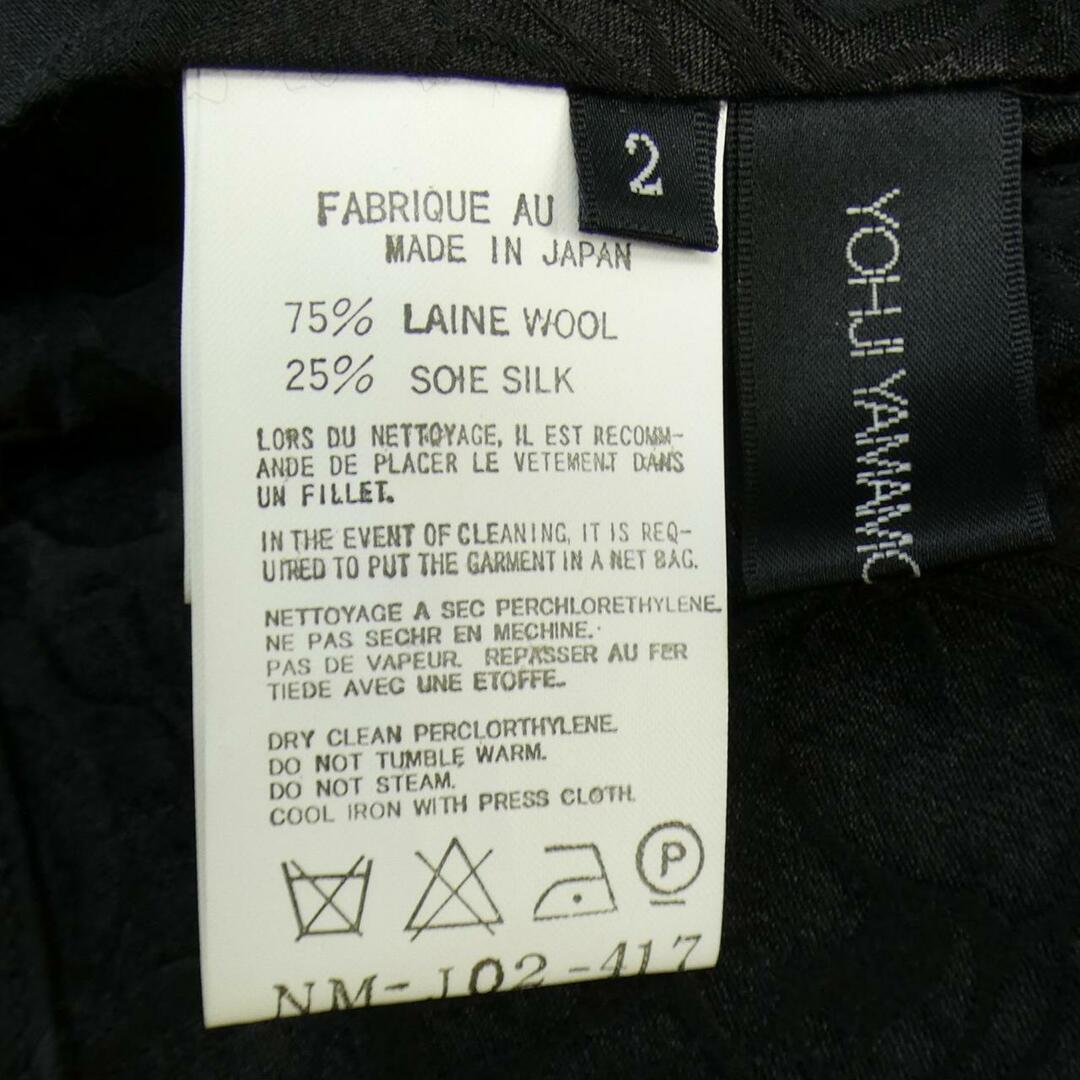 2
FABRIQUE AU
MADE IN JAPAN
75% LAINE WOOL
25% SOIE SILK
LORS DU NETTOYAGE, IL EST RECOMM-
ANDE DE PLACER LE VETEMENT DANS
UN FILLET.
IN THE EVENT OF CLEANING, IT IS REQ-
UIRED TO PUT THE GARMENT IN A NET BAG.
NETTOYAGE A SEC PERCHLORETHYLENE.
NE PAS SECHR EN MECHINE.
PAS DE VAPEUR. REPASSER AU FER
TIEDE AVEC UNE ETOFFE.
DRY CLEAN PERCLORTHYLENE.
DO NOT TUMBLE WARM.
DO NOT STEAM.
COOL IRON WITH PRESS CLOTH.
P
NM-J02-417
YOHJI YAMAMO